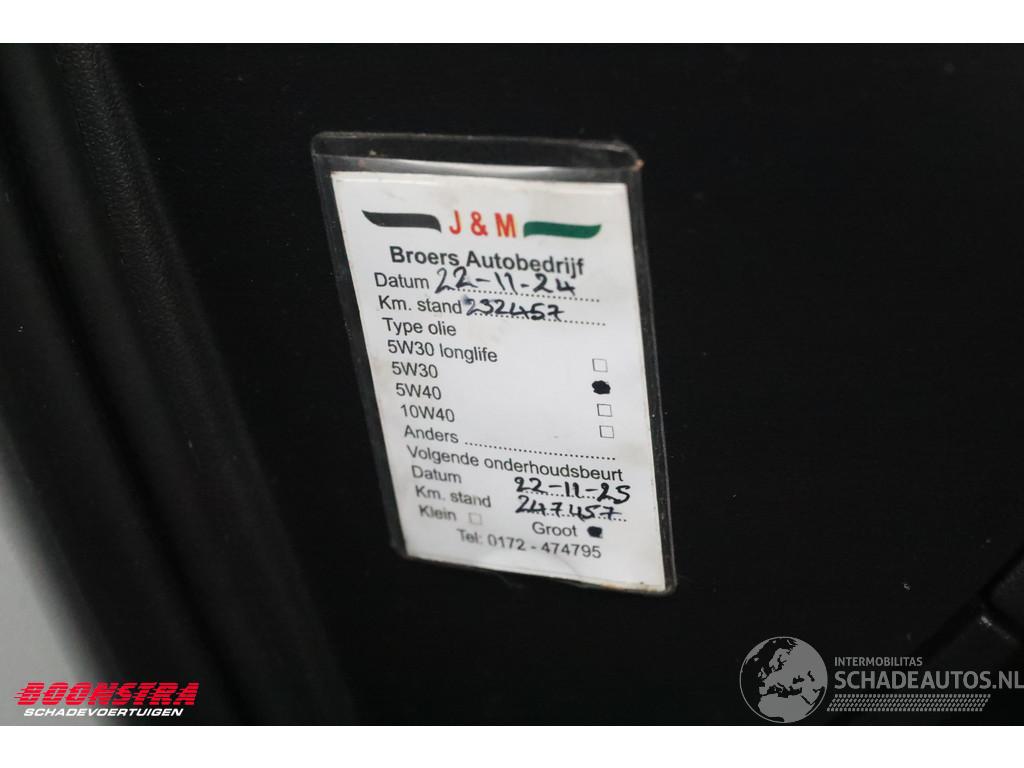 J & M
Broers Autobedrijf
Datum 22-11-24
Km. stand 232457
Type olie
5W30 longlife
5W30
5W40
10W40
Anders
Volgende onderhoudsbeurt
Datum 22-11-25
Km. stand 247457
Klein Groot
Tel: 0172 - 474795
BOONSTRA
SCHADEVOERTUIGEN
INTERMOBILITAS
SCHADEAUTOS.NL